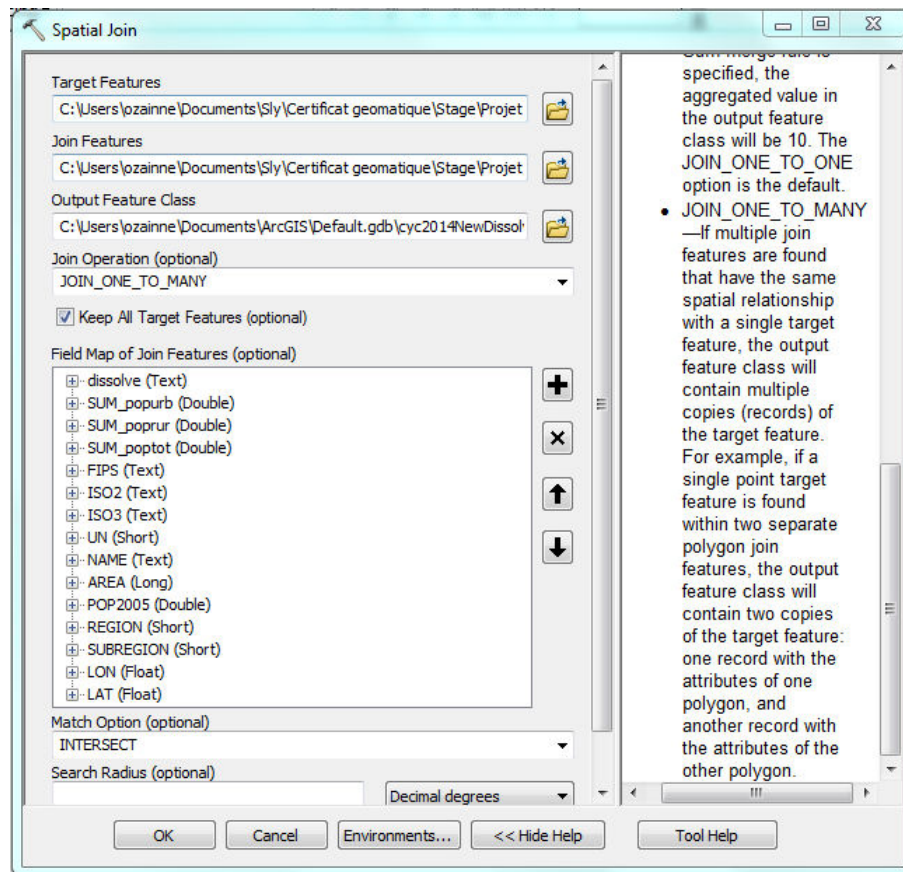 Spatial Join
Target Features
C:\Users\ozainne\Documents\Sly\Certificat geomatique\Stage\Projet
Join Features
C:\Users\ozainne\Documents\Sly\Certificat geomatique\Stage\Projet
Output Feature Class
C:\Users\ozainne\Documents\ArcGIS\Default.gdb\cyc2014NewDissol
Join Operation (optional)
JOIN_ONE_TO_MANY
Keep All Target Features (optional)
Field Map of Join Features (optional)
dissolve (Text)
SUM_popurb (Double)
SUM_poprur (Double)
SUM_poptot (Double)
FIPS (Text)
ISO2 (Text)
ISO3 (Text)
UN (Short)
NAME (Text)
AREA (Long)
POP2005 (Double)
REGION (Short)
SUBREGION (Short)
LON (Float)
LAT (Float)
Match Option (optional)
INTERSECT
Search Radius (optional)
Decimal degrees
specified, the
aggregated value in
the output feature
class will be 10. The
JOIN_ONE_TO_ONE
option is the default.
• JOIN_ONE_TO_MANY
—If multiple join
features are found
that have the same
spatial relationship
with a single target
feature, the output
feature class will
contain multiple
copies (records) of
the target feature.
For example, if a
single point target
feature is found
within two separate
polygon join
features, the output
feature class will
contain two copies
of the target feature:
one record with the
attributes of one
polygon, and
another record with
the attributes of the
other polygon.
OK
Cancel
Environments...
<< Hide Help
Tool Help